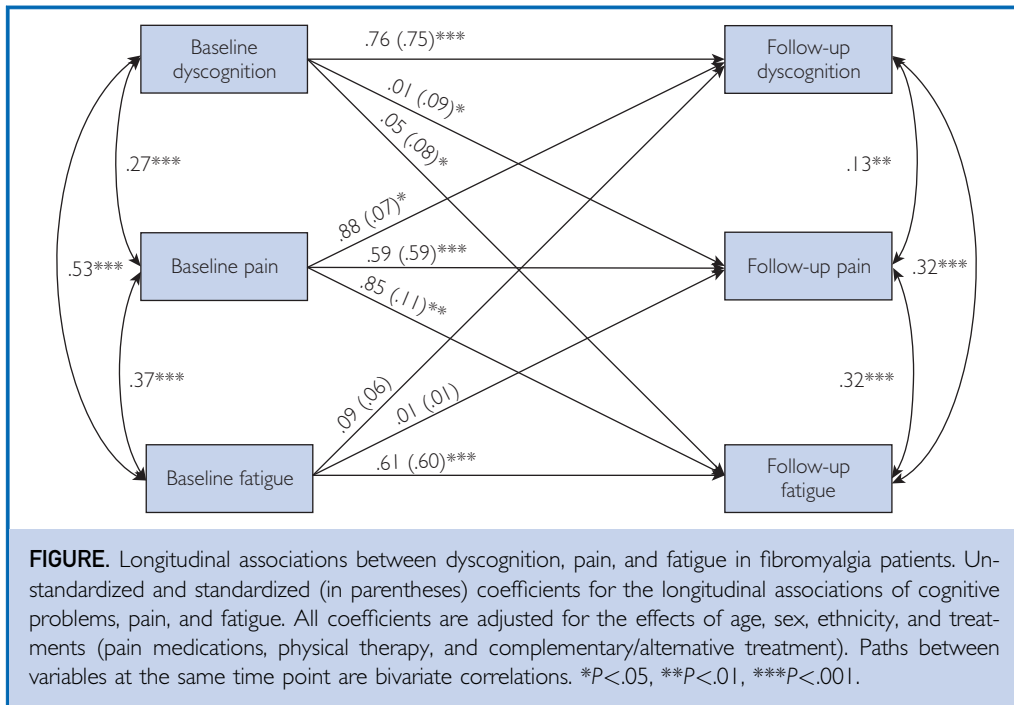 Baseline
dyscognition
.76 (.75)***
Follow-up
dyscognition
.01 (.09)*
.05 (.08)*
.27***
.13**
.88 (.07)*
.53***
Baseline pain
.59 (.59)***
Follow-up pain
.32***
.85 (.11)**
.37***
.09 (.06)
.01 (.01)
.32***
Baseline fatigue
.61 (.60)***
Follow-up
fatigue
FIGURE. Longitudinal associations between dyscognition, pain, and fatigue in fibromyalgia patients. Un-
standardized and standardized (in parentheses) coefficients for the longitudinal associations of cognitive
problems, pain, and fatigue. All coefficients are adjusted for the effects of age, sex, ethnicity, and treat-
ments (pain medications, physical therapy, and complementary/alternative treatment). Paths between
variables at the same time point are bivariate correlations. *P<.05, **P<.01, ***P<.001.